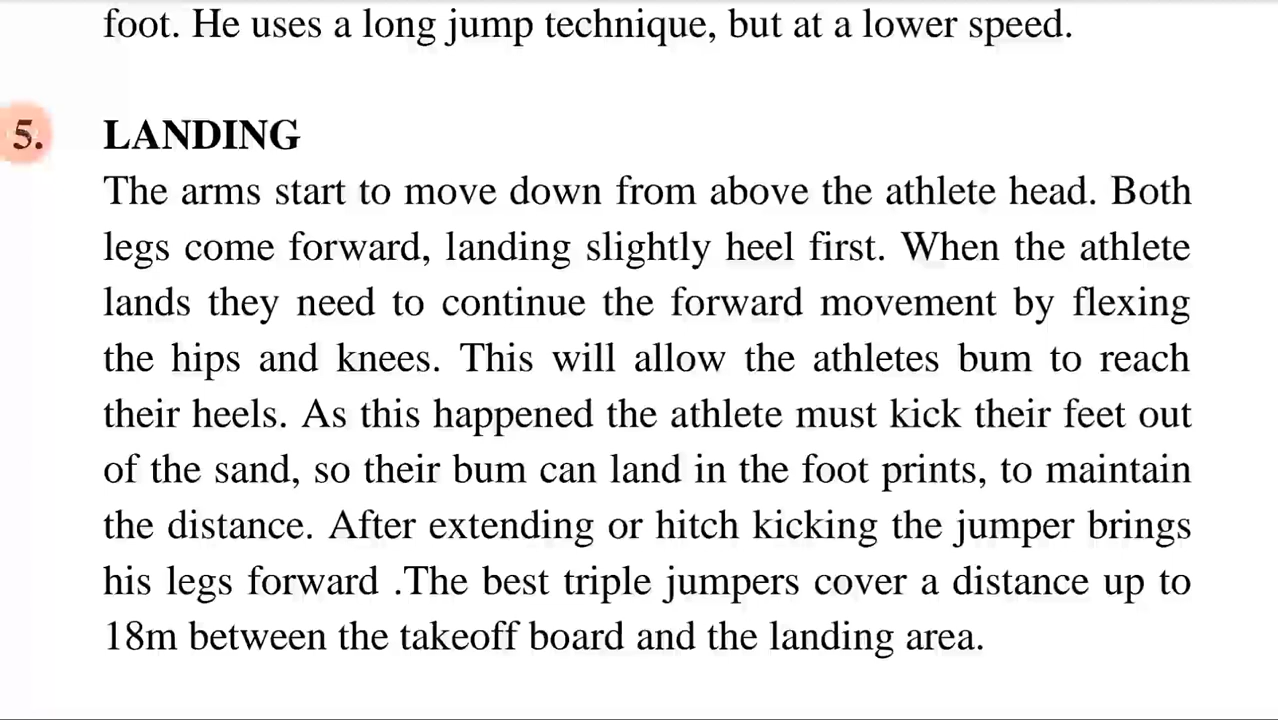 foot. He uses a long jump technique, but at a lower speed.
5. LANDING
The arms start to move down from above the athlete head. Both
legs come forward, landing slightly heel first. When the athlete
lands they need to continue the forward movement by flexing
the hips and knees. This will allow the athletes bum to reach
their heels. As this happened the athlete must kick their feet out
of the sand, so their bum can land in the foot prints, to maintain
the distance. After extending or hitch kicking the jumper brings
his legs forward .The best triple jumpers cover a distance up to
18m between the takeoff board and the landing area.